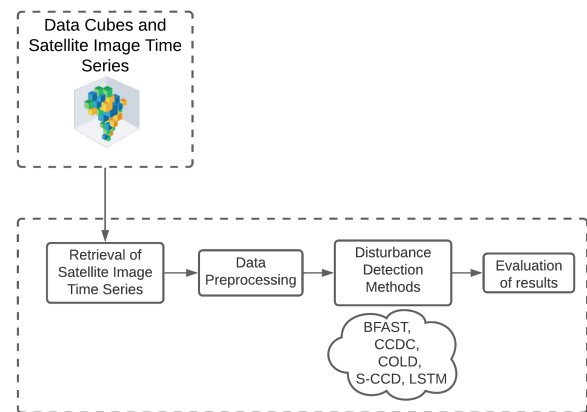 Data Cubes and
Satellite Image Time
Series
Retrieval of
Satellite Image
Time Series
Data
Preprocessing
Disturbance
Detection
Methods
Evaluation
of results
BFAST,
CCDC,
COLD,
S-CCD, LSTM